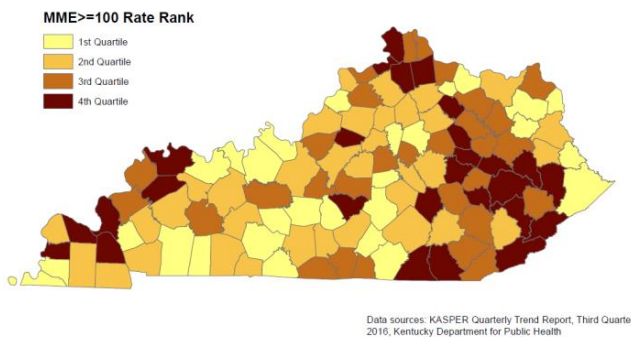 MME>=100 Rate Rank
1st Quartile
2nd Quartile
3rd Quartile
4th Quartile
Data sources: KASPER Quarterly Trend Report, Third Quarte
2016, Kentucky Department for Public Health